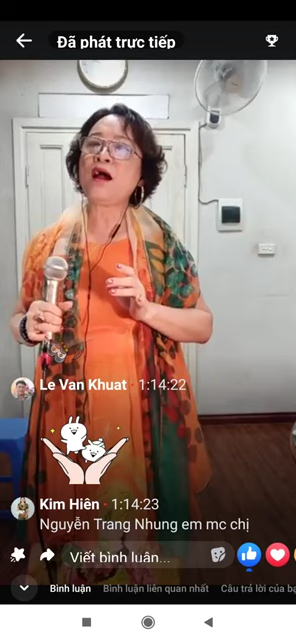 Đã phát trực tiếp
Le Van Khuat · 1:14:22
Kim Hiên · 1:14:23
Nguyễn Trang Nhung em mc chị
Viết bình luận...
Bình luận Bình luận liên quan nhất Câu trả lời của bạ